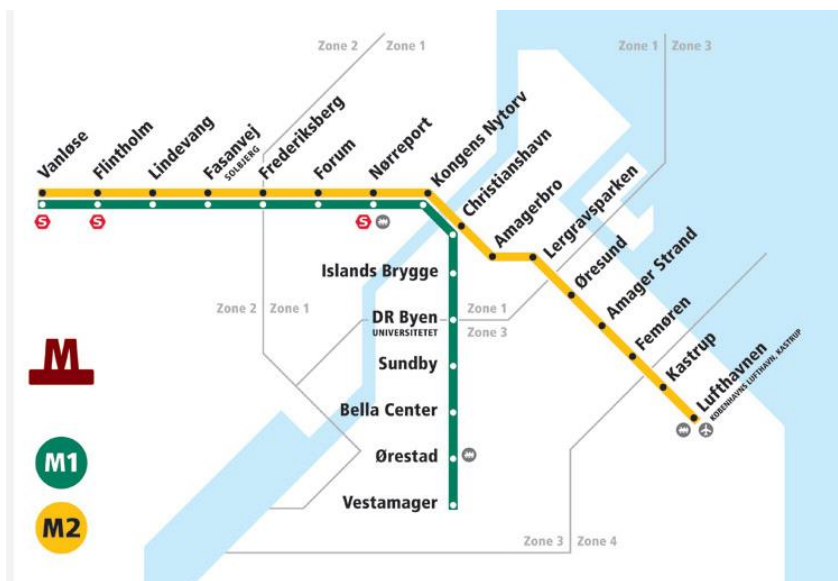 Zone 2
Zone 1
Zone 1
Zone 3
Vanløse
Flintholm
Lindevang
Fasanvej
SOLBJERG
Frederiksberg
Forum
Nørreport
Kongens Nytorv
Christianshavn
Amagerbro
Lergravsparken
Øresund
Amager Strand
Femøren
Kastrup
Lufthavnen
KØBENHAVNS LUFTHAVN, KASTRUP
S
S
S
Islands Brygge
Zone 2
Zone 1
DR Byen
UNIVERSITETET
Zone 1
Zone 3
Sundby
Bella Center
Ørestad
Vestamager
Zone 3
Zone 4
M
M1
M2